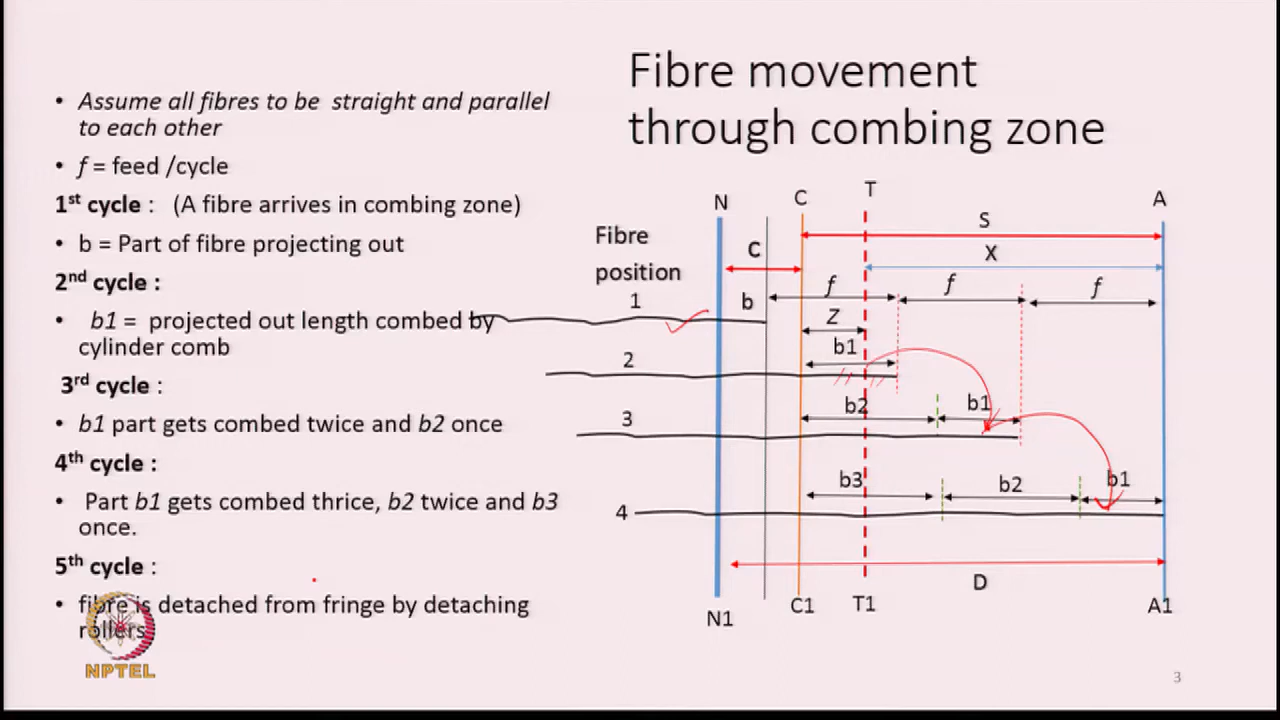 Fibre movement
through combing zone
• Assume all fibres to be straight and parallel
to each other
• f = feed /cycle
1st cycle : (A fibre arrives in combing zone)
• b = Part of fibre projecting out
2nd cycle :
• b1 = projected out length combed by
cylinder comb
3rd cycle :
• b1 part gets combed twice and b2 once
4th cycle :
• Part b1 gets combed thrice, b2 twice and b3
once.
5th cycle :
• fibre is detached from fringe by detaching
rollers
NPTEL
N C T A
Fibre
position
C S
X
1 b f f f
Z
2 b1
3 b2 b1
4 b3 b2 b1
D
N1 C1 T1 A1
3